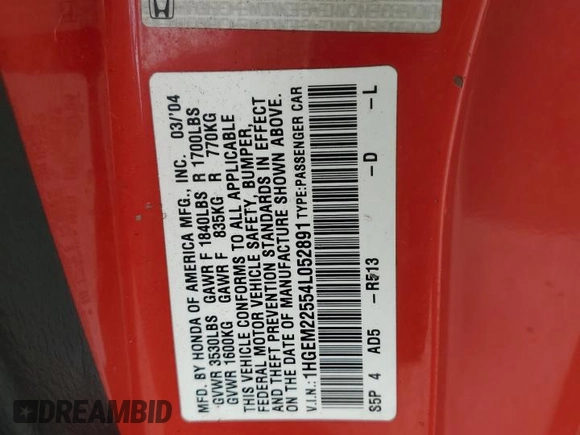 MFD. BY HONDA OF AMERICA MFG., INC. 03/'04
GVWR 3530LBS GAWR F 1840LBS R 1700LBS
GVWR 1600KG GAWR F 835KG R 770KG
THIS VEHICLE CONFORMS TO ALL APPLICABLE
FEDERAL MOTOR VEHICLE SAFETY, BUMPER,
AND THEFT PREVENTION STANDARDS IN EFFECT
ON THE DATE OF MANUFACTURE SHOWN ABOVE.
V.I.N.:1HGEM22554L052891 TYPE:PASSENGER CAR
S5P 4 AD5 -R513 -D -L
DREAMBID